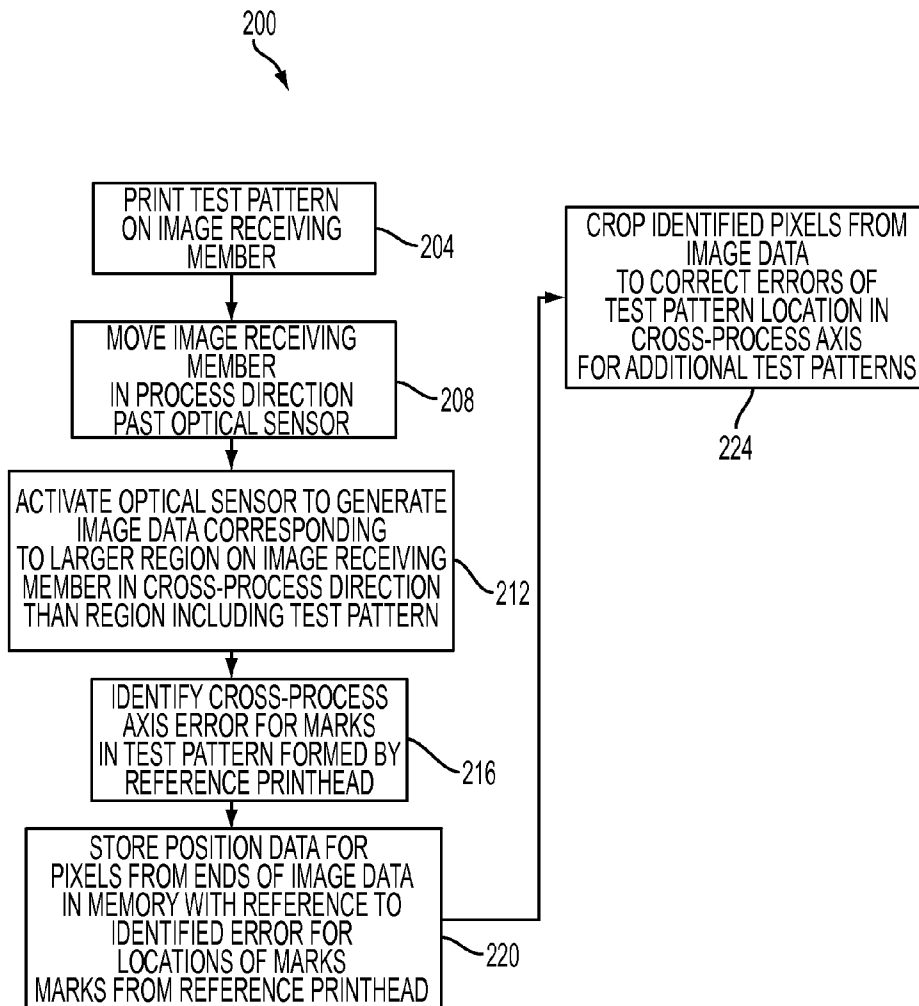 200
PRINT TEST PATTERN
ON IMAGE RECEIVING
MEMBER
204
MOVE IMAGE RECEIVING
MEMBER
IN PROCESS DIRECTION
PAST OPTICAL SENSOR
208
ACTIVATE OPTICAL SENSOR TO GENERATE
IMAGE DATA CORRESPONDING
TO LARGER REGION ON IMAGE RECEIVING
MEMBER IN CROSS-PROCESS DIRECTION
THAN REGION INCLUDING TEST PATTERN
212
IDENTIFY CROSS-PROCESS
AXIS ERROR FOR MARKS
IN TEST PATTERN FORMED BY
REFERENCE PRINTHEAD
216
STORE POSITION DATA FOR
PIXELS FROM ENDS OF IMAGE DATA
IN MEMORY WITH REFERENCE TO
IDENTIFIED ERROR FOR
LOCATIONS OF MARKS
MARKS FROM REFERENCE PRINTHEAD
220
CROP IDENTIFIED PIXELS FROM
IMAGE DATA
TO CORRECT ERRORS OF
TEST PATTERN LOCATION IN
CROSS-PROCESS AXIS
FOR ADDITIONAL TEST PATTERNS
224